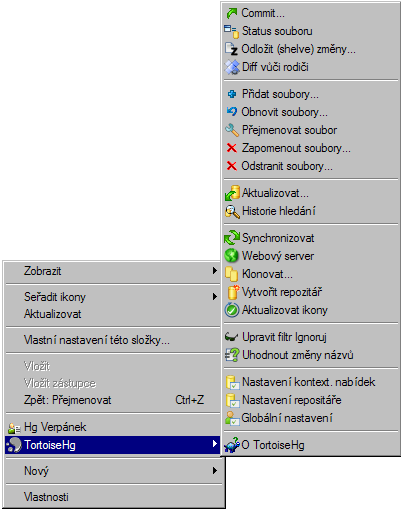 Commit...
Status souboru
Odložit (shelve) změny...
Diff vůči rodiči
Přidat soubory...
Obnovit soubory...
Přejmenovat soubor
Zapomenout soubory...
Odstranit soubory...
Aktualizovat...
Historie hledání
Synchronizovat
Webový server
Klonovat...
Vytvořit repozitář
Aktualizovat ikony
Upravit filtr Ignoruj
Uhodnout změny názvů
Nastavení kontext. nabídek
Nastavení repositáře
Globální nastavení
O TortoiseHg
Zobrazit
Seřadit ikony
Aktualizovat
Vlastní nastavení této složky...
Vložit
Vložit zástupce
Zpět: Přejmenovat Ctrl+Z
Hg Verpánek
TortoiseHg
Nový
Vlastnosti